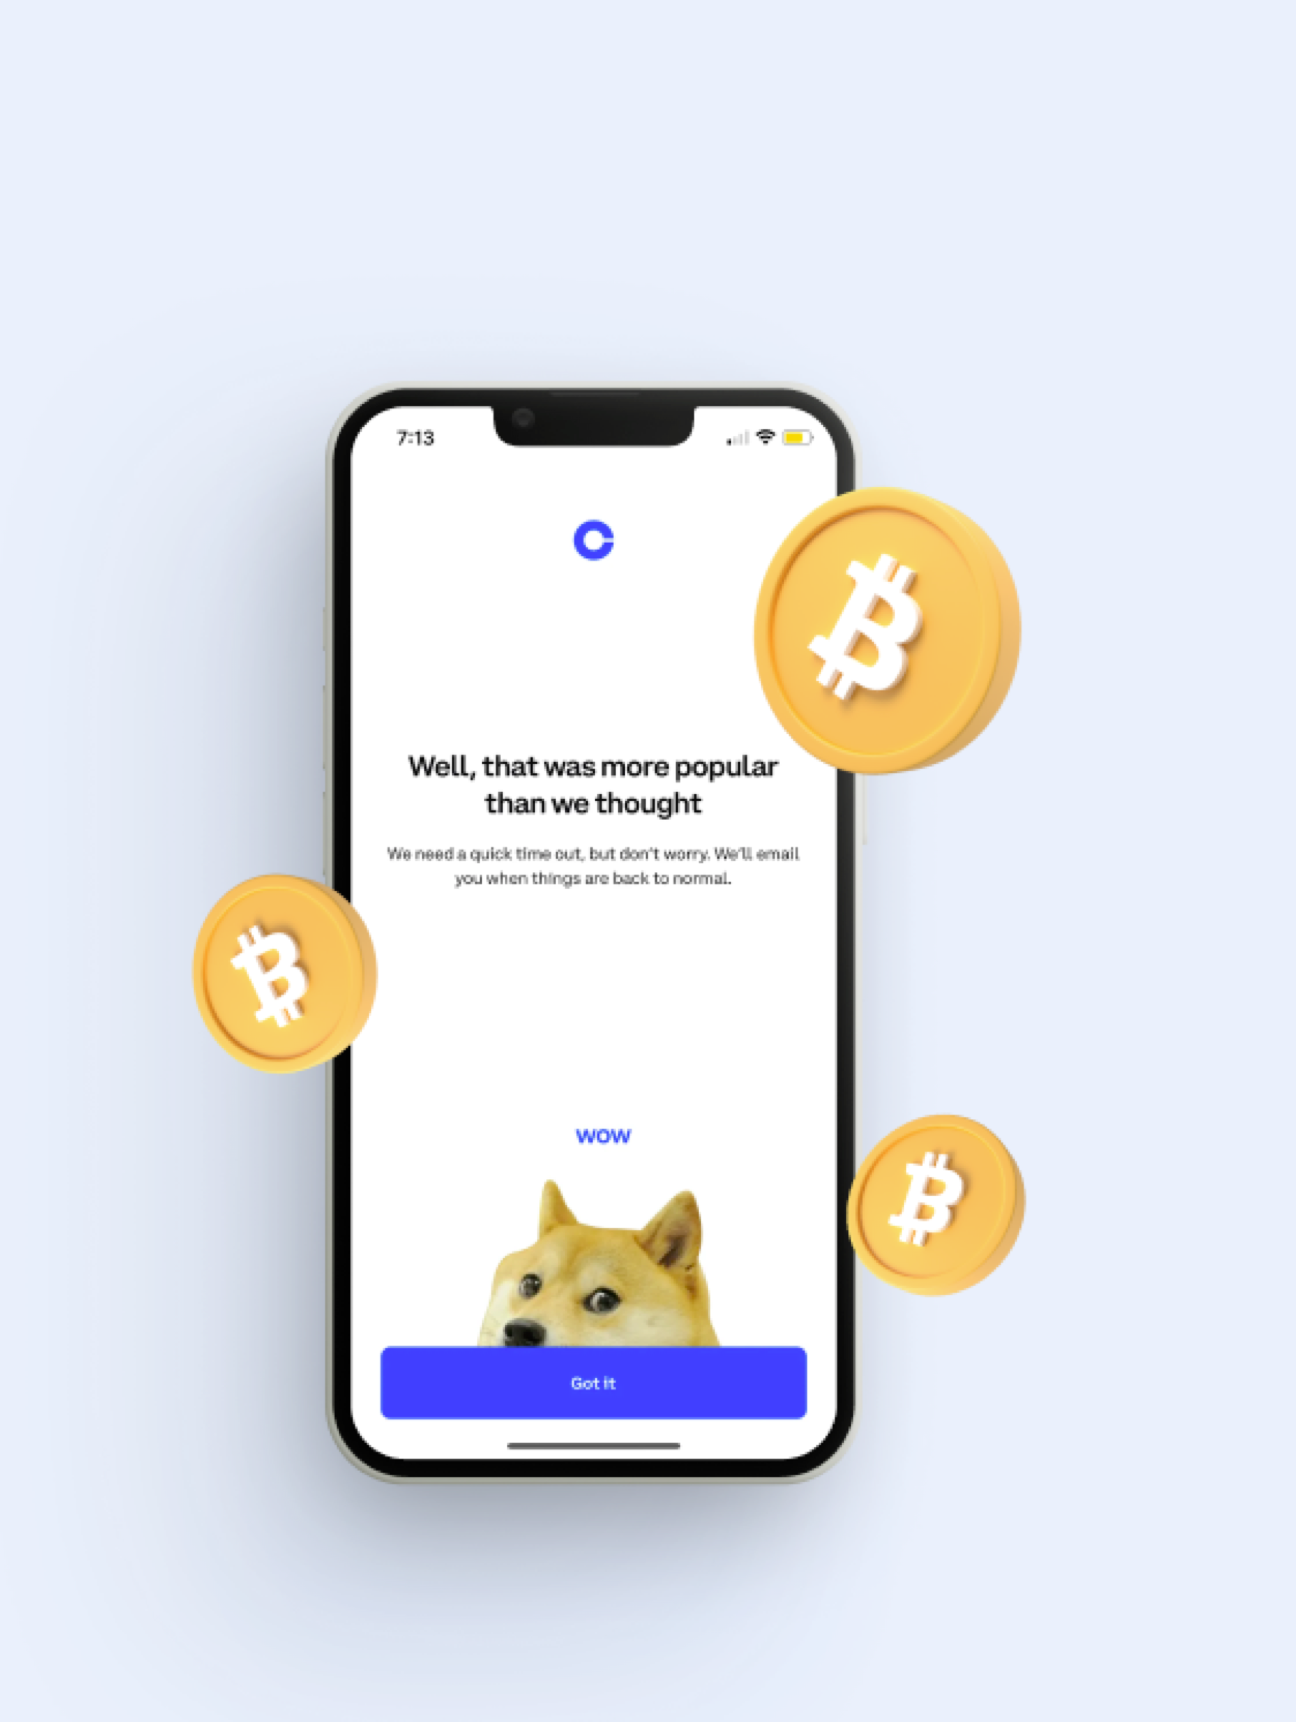 7:13
Well, that was more popular
than we thought
We need a quick time out, but don't worry. We'll email
you when things are back to normal.
WOW
Got it